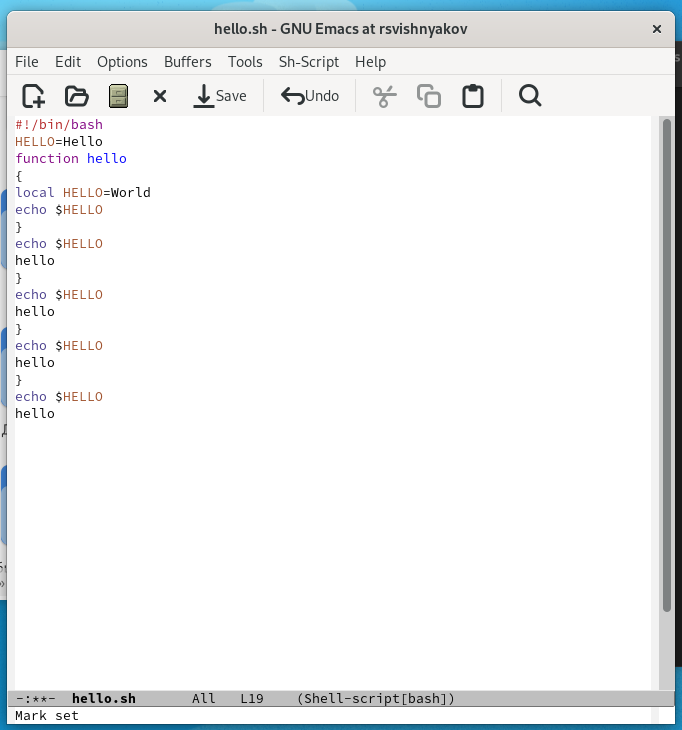 hello.sh - GNU Emacs at rsvishnyakov
File Edit Options Buffers Tools Sh-Script Help
Save Undo
#!/bin/bash
HELLO=Hello
function hello
{
local HELLO=World
echo $HELLO
}
echo $HELLO
hello
}
echo $HELLO
hello
}
echo $HELLO
hello
}
echo $HELLO
hello
-:**- hello.sh All L19 (Shell-script[bash])
Mark set